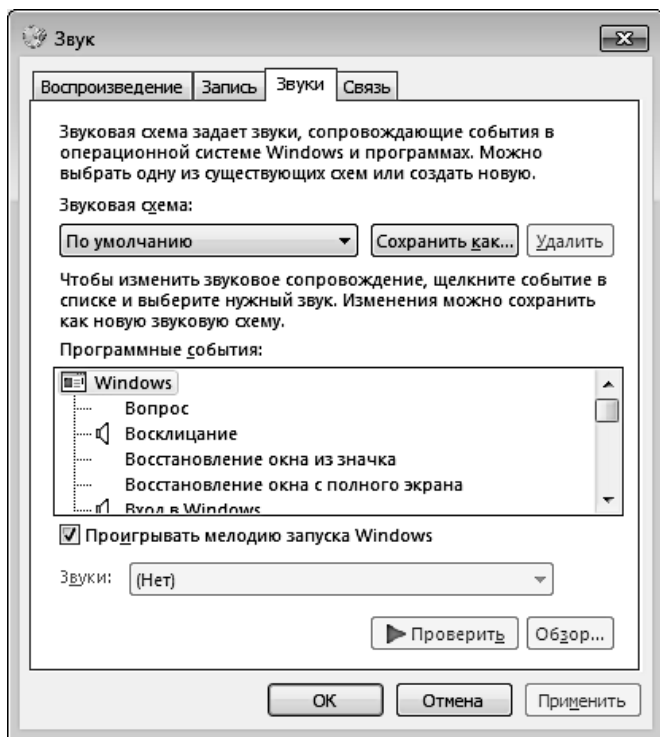 Звук
Воспроизведение Запись Звуки Связь
Звуковая схема задает звуки, сопровождающие события в
операционной системе Windows и программах. Можно
выбрать одну из существующих схем или создать новую.
Звуковая схема:
По умолчанию Сохранить как... Удалить
Чтобы изменить звуковое сопровождение, щелкните событие в
списке и выберите нужный звук. Изменения можно сохранить
как новую звуковую схему.
Программные события:
Windows
Вопрос
Восклицание
Восстановление окна из значка
Восстановление окна с полного экрана
Вход в Windows
Проигрывать мелодию запуска Windows
Звуки: (Нет)
Проверить Обзор...
ОК Отмена Применить